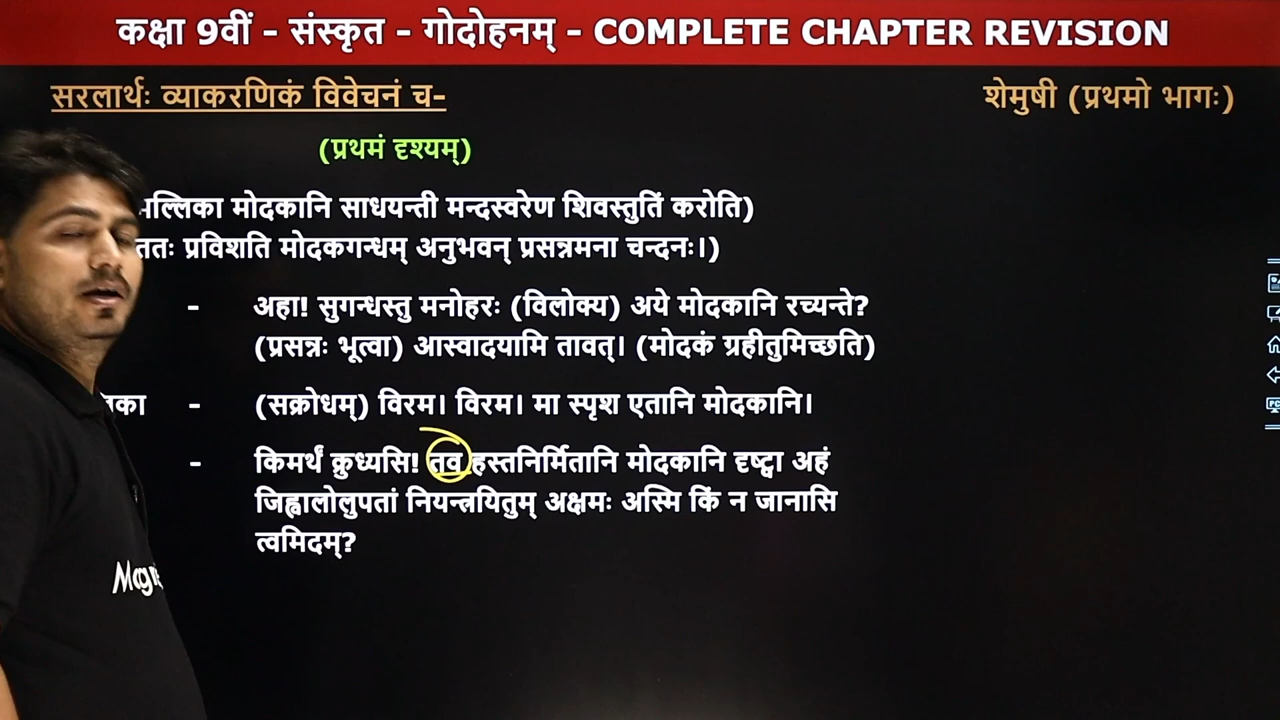 कक्षा 9वीं - संस्कृत - गोदोहनम् - COMPLETE CHAPTER REVISION
सरलार्थः व्याकरणिकं विवेचनं च-
शेमुषी (प्रथमो भागः)
(प्रथमं दृश्यम्)
मल्लिका मोदकानि साधयन्ती मन्दस्वरेण शिवस्तुतिं करोति)
ततः प्रविशति मोदकगन्धम् अनुभवन् प्रसन्नमना चन्दनः।)
- अहा! सुगन्धस्तु मनोहरः (विलोक्य) अये मोदकानि रच्यन्ते?
(प्रसन्नः भूत्वा) आस्वादयामि तावत्। (मोदकं ग्रहीतुमिच्छति)
- (सक्रोधम्) विरम। विरम। मा स्पृश एतानि मोदकानि।
- किमर्थं क्रुध्यसि! तव हस्तनिर्मितानि मोदकानि दृष्ट्वा अहं
जिह्वालोलुपतां नियन्त्रयितुम् अक्षमः अस्मि किं न जानासि
त्वमिदम्?